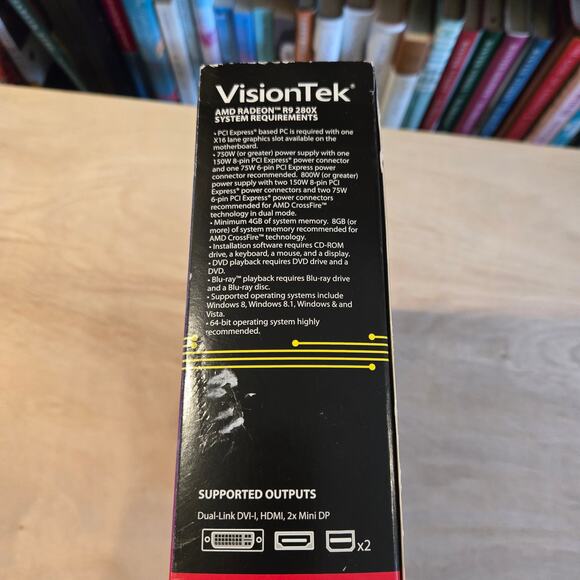 VisionTek®
AMD RADEON™ R9 280X
SYSTEM REQUIREMENTS
• PCI Express® based PC is required with one
X16 lane graphics slot available on the
motherboard.
• 750W (or greater) power supply with one
150W 8-pin PCI Express® power connector
and one 75W 6-pin PCI Express® power
connector recommended. 800W (or greater)
power supply with two 150W 8-pin PCI
Express® power connectors and two 75W
6-pin PCI Express® power connectors
recommended for AMD CrossFire™
technology in dual mode.
• Minimum 4GB of system memory. 8GB (or
more) of system memory recommended for
AMD CrossFire™ technology.
• Installation software requires CD-ROM
drive, a keyboard, a mouse, and a display.
• DVD playback requires DVD drive and a
DVD.
• Blu-ray™ playback requires Blu-ray drive
and a Blu-ray disc.
• Supported operating systems include
Windows 8, Windows 8.1, Windows & and
Vista.
• 64-bit operating system highly
recommended.
SUPPORTED OUTPUTS
Dual-Link DVI-I, HDMI, 2x Mini DP
x2